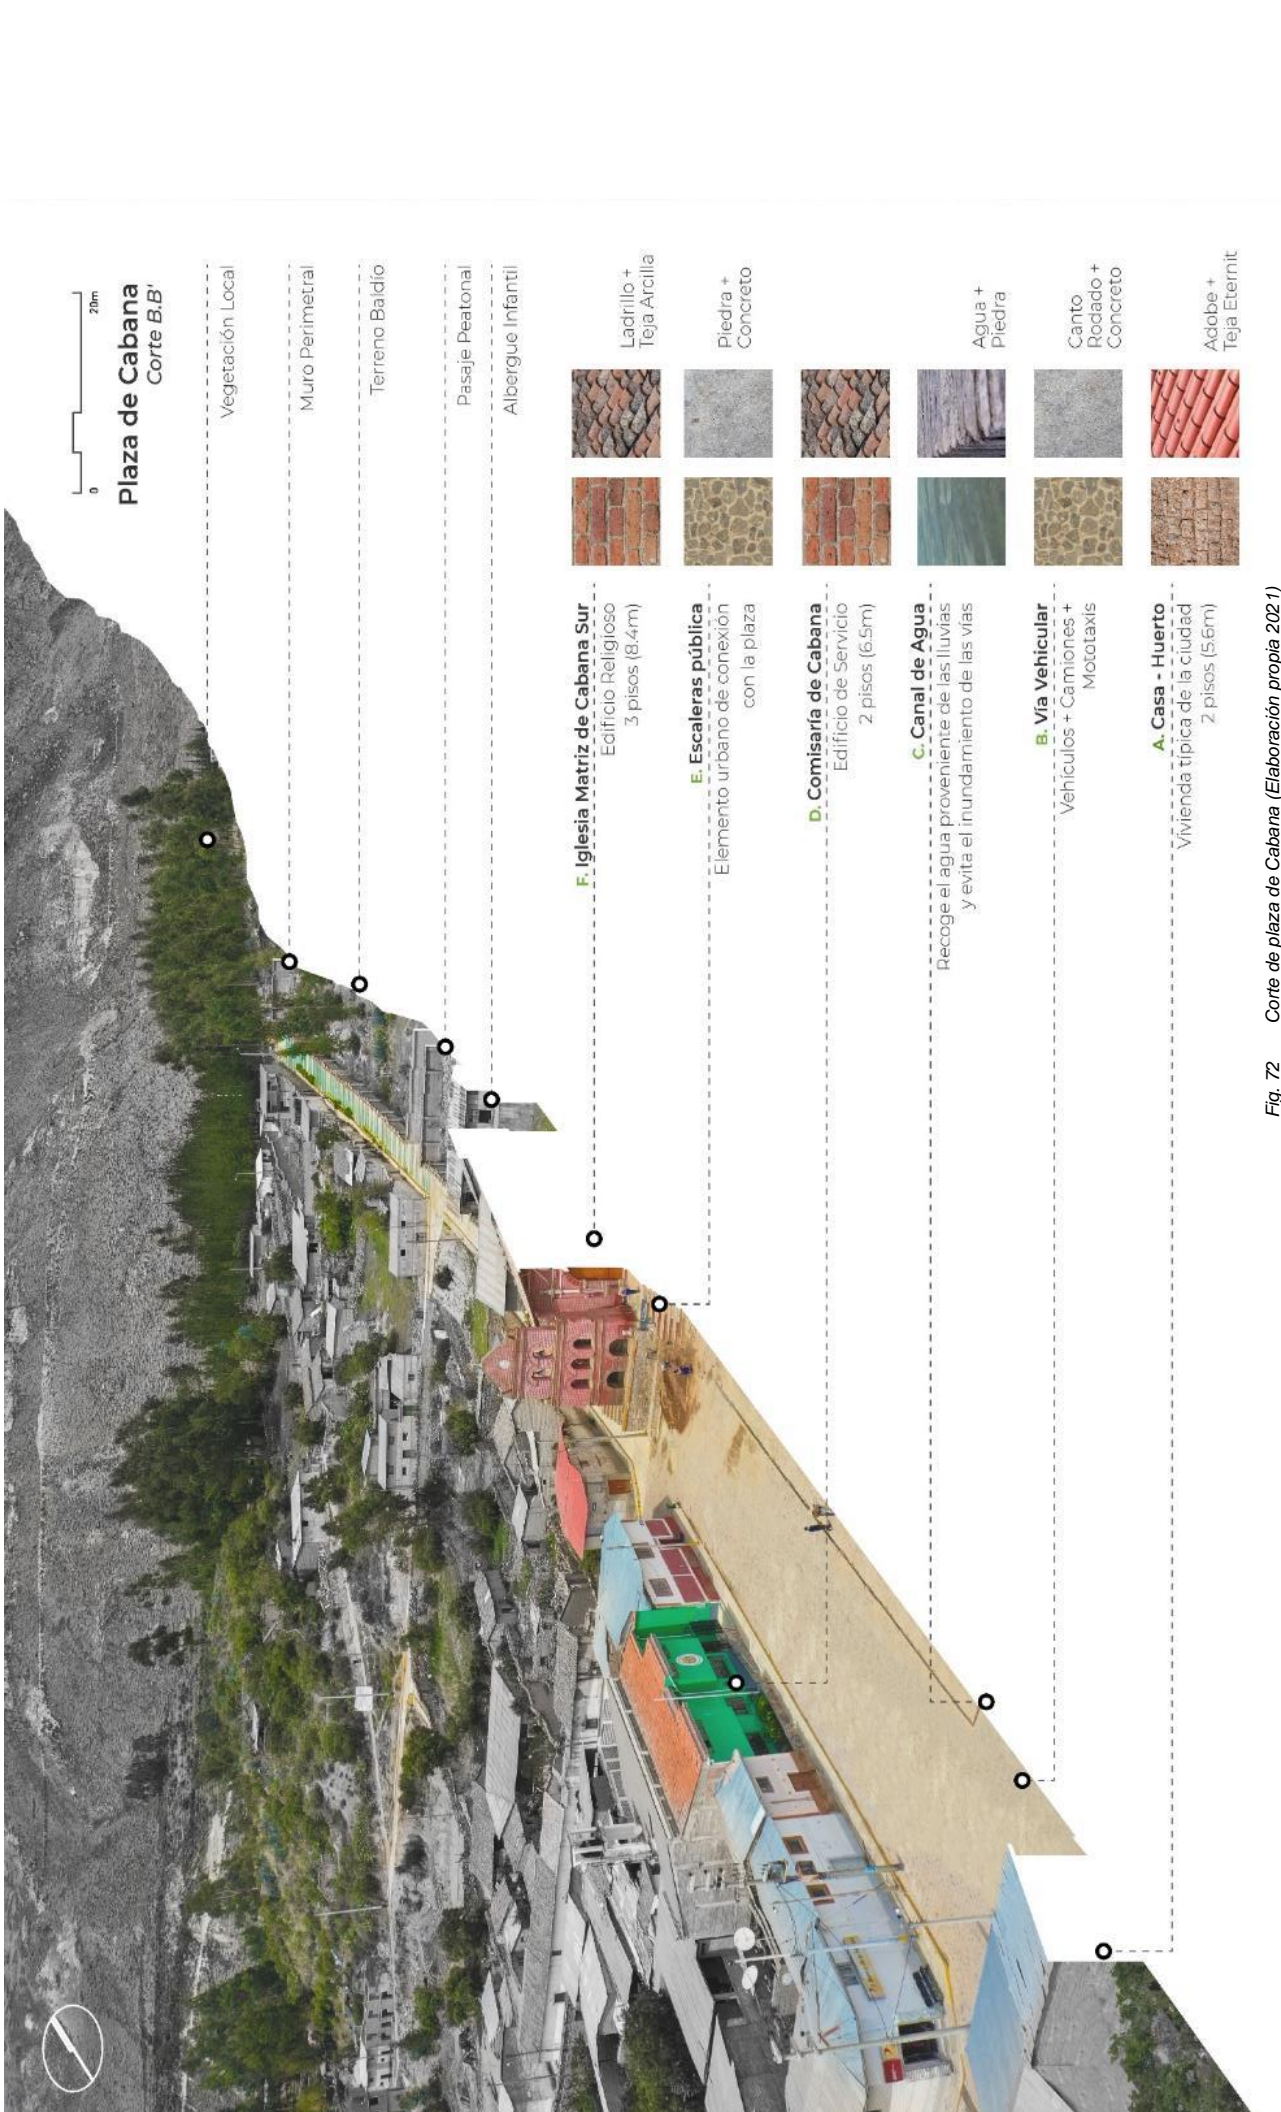 0
20m
Plaza de Cabana
Corte B.B'
Vegetación Local
Muro Perimetral
Terreno Baldío
Pasaje Peatonal
Albergue Infantil
F. Iglesia Matriz de Cabana Sur
Edificio Religioso
3 pisos (8.4m)
Ladrillo +
Teja Arcilla
E. Escaleras pública
Elemento urbano de conexión
con la plaza
Piedra +
Concreto
D. Comisaría de Cabana
Edificio de Servicio
2 pisos (6.5m)
C. Canal de Agua
Recoge el agua proveniente de las lluvias
y evita el inundamiento de las vías
Agua +
Piedra
B. Vía Vehicular
Vehículos + Camiones +
Mototaxis
Canto
Rodado +
Concreto
A. Casa - Huerto
Vivienda típica de la ciudad
2 pisos (5.6m)
Adobe +
Teja Eternit
Fig. 72 Corte de plaza de Cabana (Elaboración propia 2021)